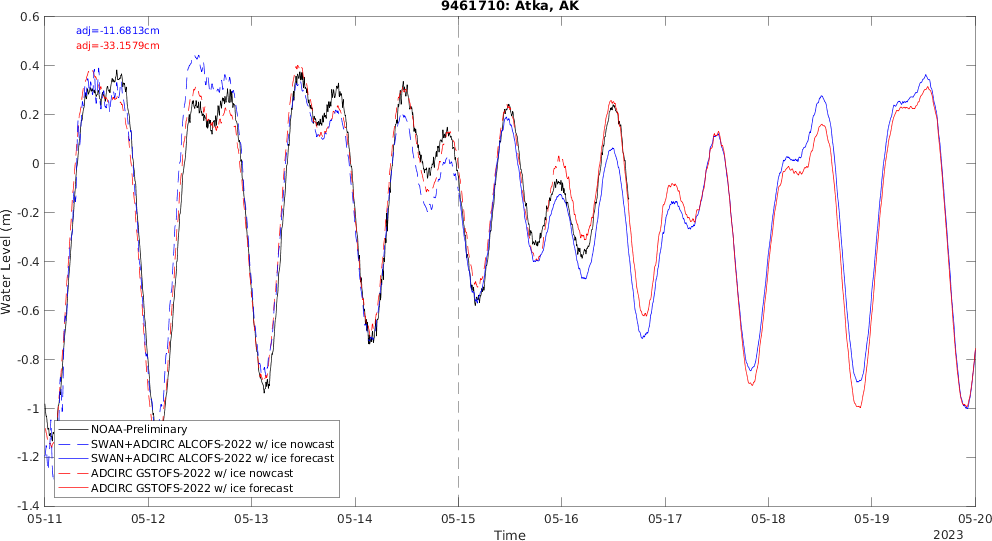 9461710: Atka, AK
adj=-11.6813cm
adj=-33.1579cm
Water Level (m)
0.6
0.4
0.2
0
-0.2
-0.4
-0.6
-0.8
-1
-1.2
-1.4
NOAA-Preliminary
SWAN+ADCIRC ALCOFS-2022 w/ ice nowcast
SWAN+ADCIRC ALCOFS-2022 w/ ice forecast
ADCIRC GSTOFS-2022 w/ ice nowcast
ADCIRC GSTOFS-2022 w/ ice forecast
05-11 05-12 05-13 05-14 05-15 05-16 05-17 05-18 05-19 05-20
Time
2023